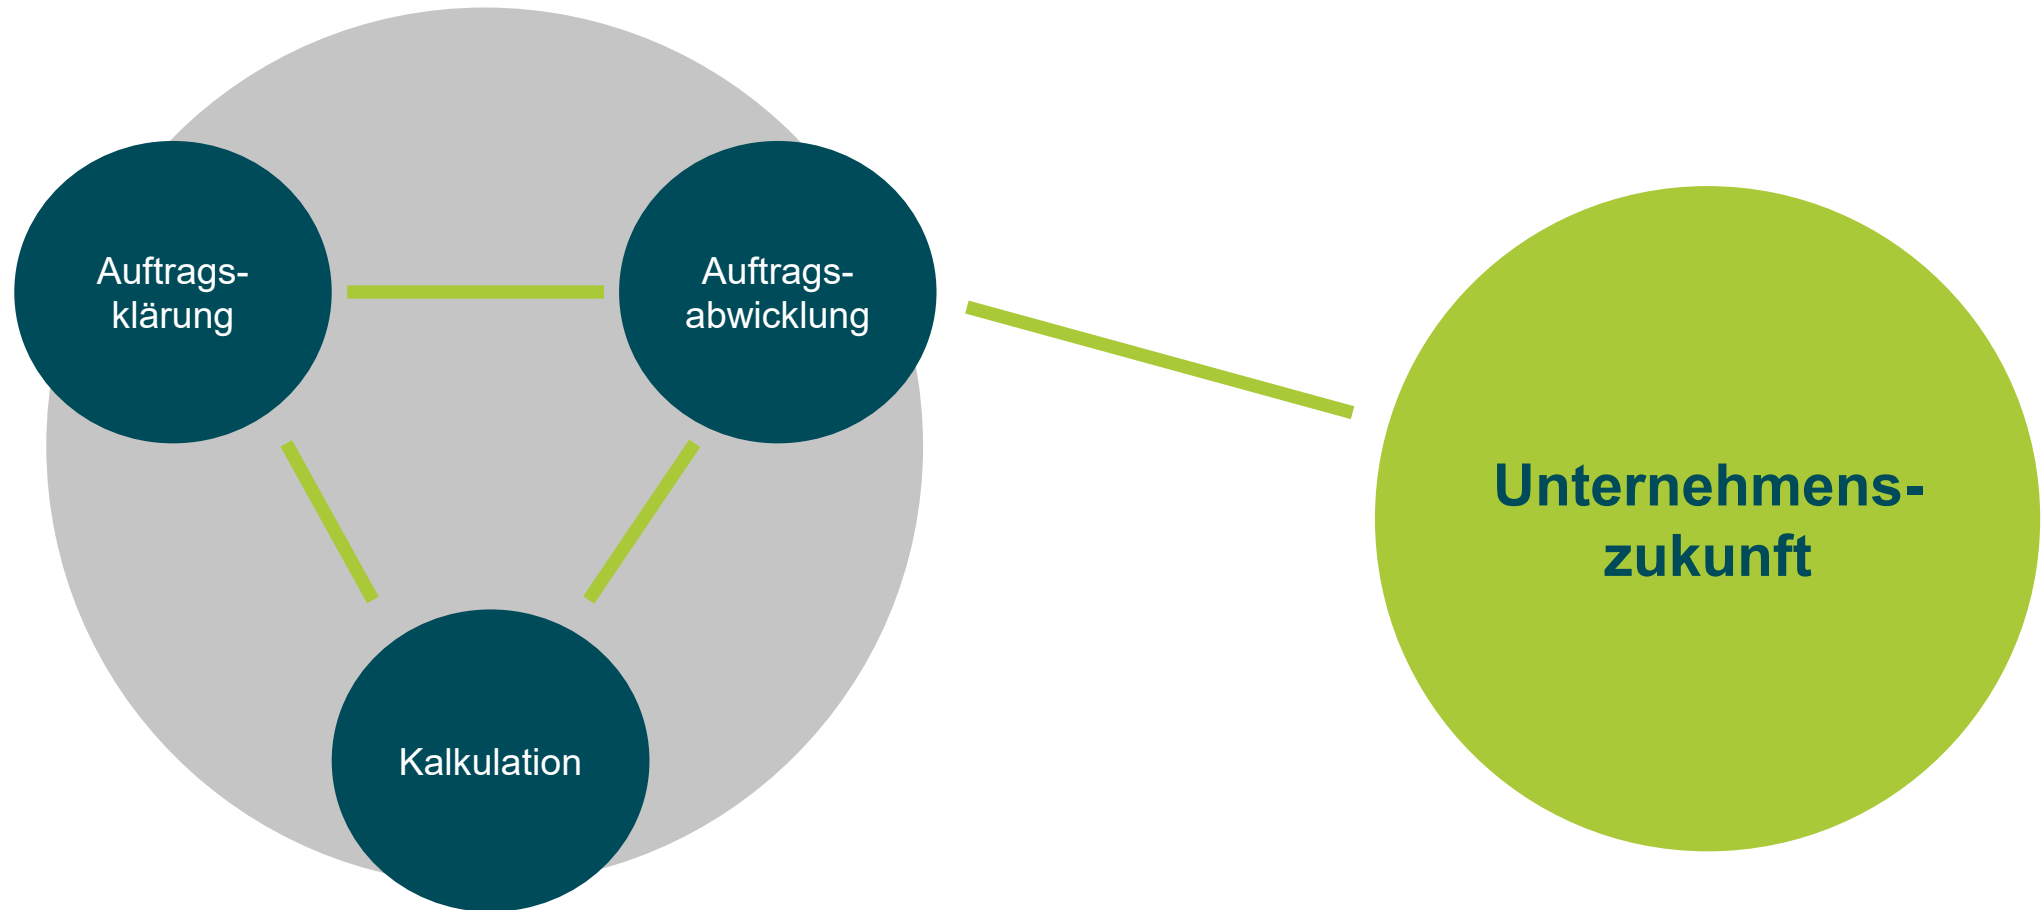 Auftrags-
klärung
Auftrags-
abwicklung
Kalkulation
Unternehmens-
zukunft